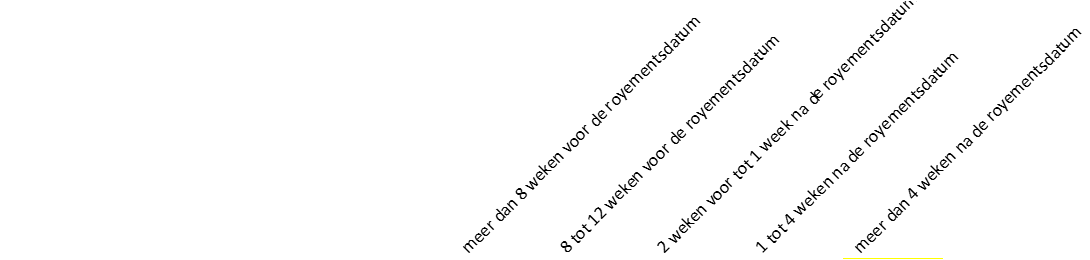 meer dan 8 weken voor de royementsdatum
8 tot 12 weken voor de royementsdatum
2 weken voor tot 1 week na de royementsdatum
1 tot 4 weken na de royementsdatum
meer dan 4 weken na de royementsdatum